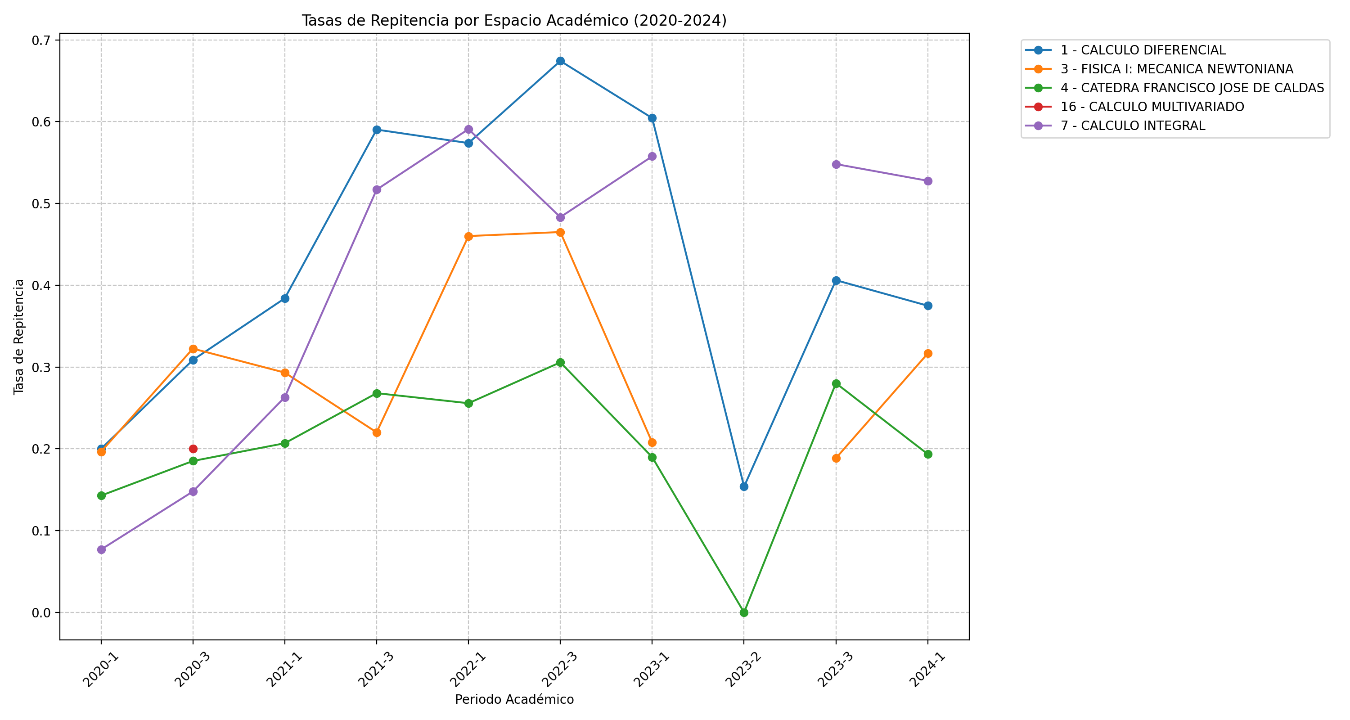 Tasas de Repitencia por Espacio Académico (2020-2024)
1 - CALCULO DIFERENCIAL
3 - FISICA I: MECANICA NEWTONIANA
4 - CATEDRA FRANCISCO JOSE DE CALDAS
16 - CALCULO MULTIVARIADO
7 - CALCULO INTEGRAL
Tasa de Repitencia
0.7
0.6
0.5
0.4
0.3
0.2
0.1
0.0
2020-1
2020-3
2021-1
2021-3
2022-1
2022-3
2023-1
2023-2
2023-3
2024-1
Periodo Académico